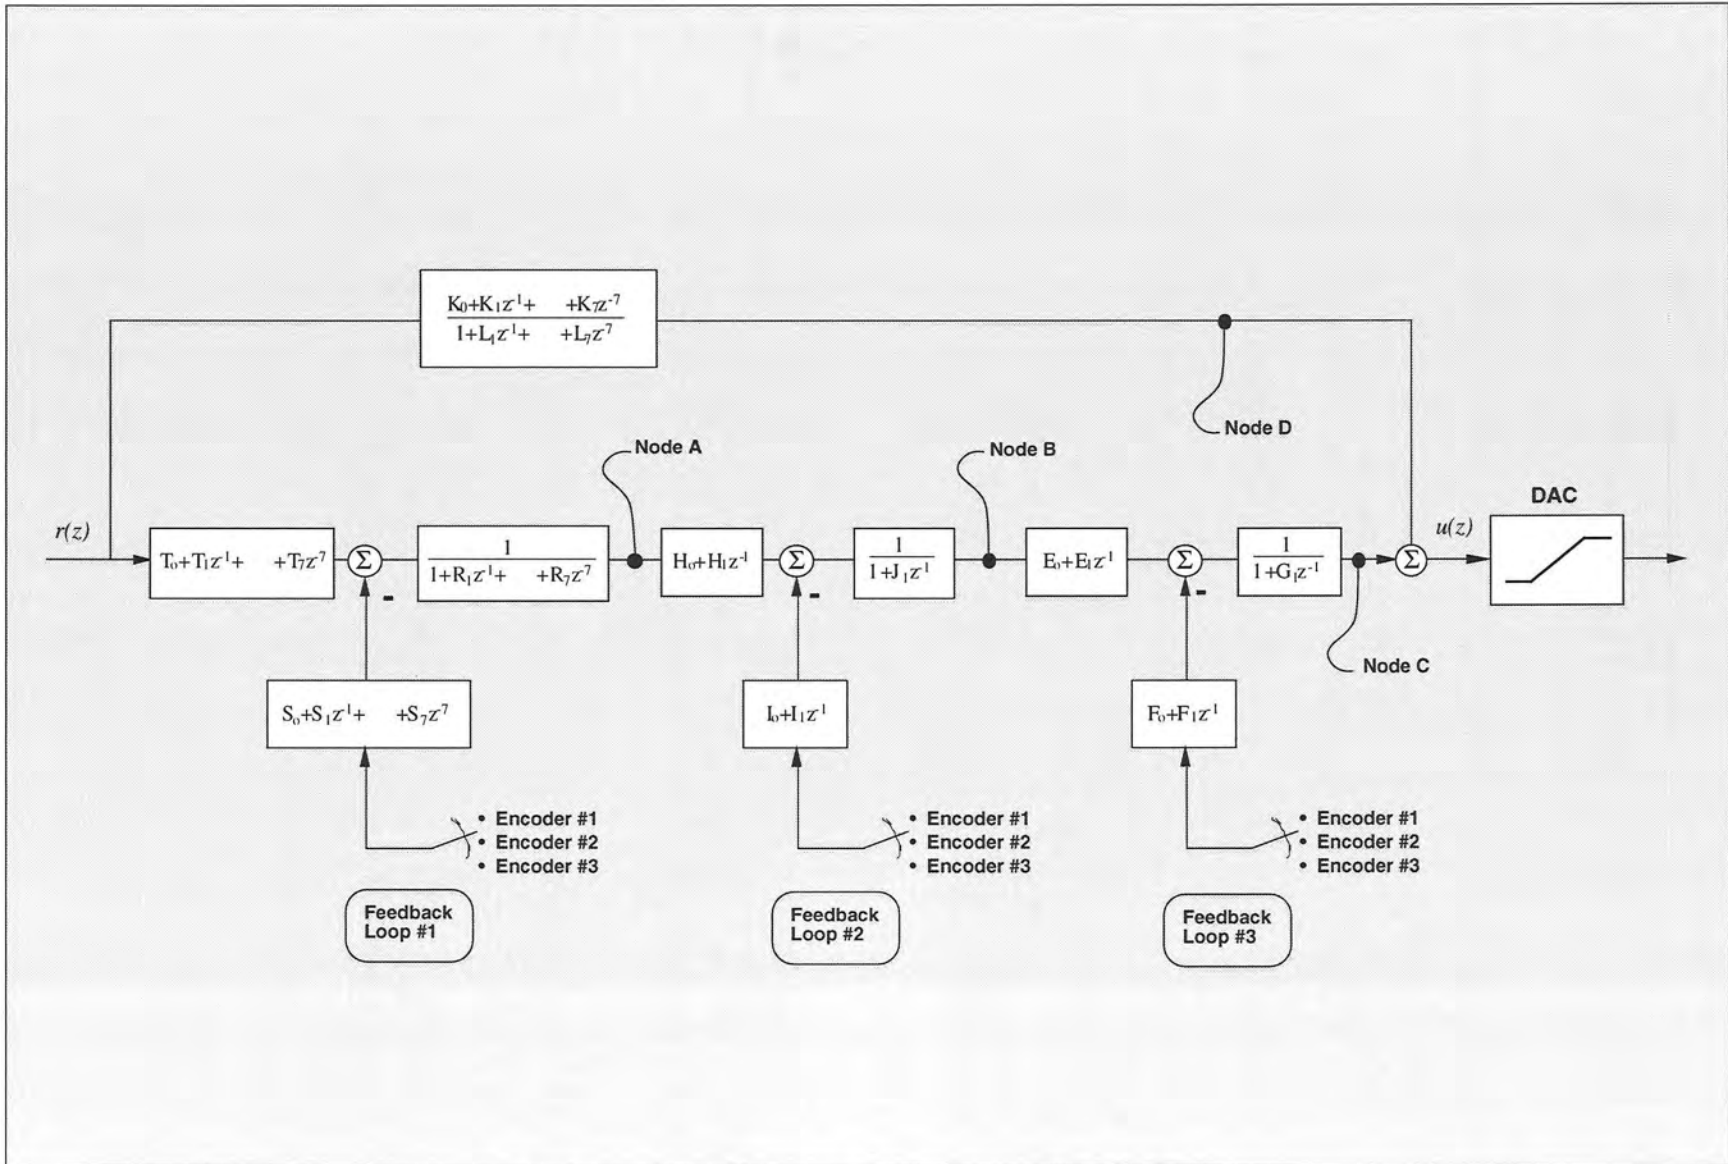 K₀+K₁z⁻¹+ +K₇z⁻⁷
1+L₁z⁻¹+ +L₇z⁻⁷
Node D
Node A
Node B
DAC
r(z)
u(z)
T₀+T₁z⁻¹+ +T₇z⁻⁷
Σ
1
1+R₁z⁻¹+ +R₇z⁻⁷
H₀+H₁z⁻¹
Σ
1
1+J₁z⁻¹
E₀+E₁z⁻¹
Σ
1
1+G₁z⁻¹
Σ
-
-
-
Node C
S₀+S₁z⁻¹+ +S₇z⁻⁷
I₀+I₁z⁻¹
F₀+F₁z⁻¹
• Encoder #1
• Encoder #2
• Encoder #3
• Encoder #1
• Encoder #2
• Encoder #3
• Encoder #1
• Encoder #2
• Encoder #3
Feedback
Loop #1
Feedback
Loop #2
Feedback
Loop #3